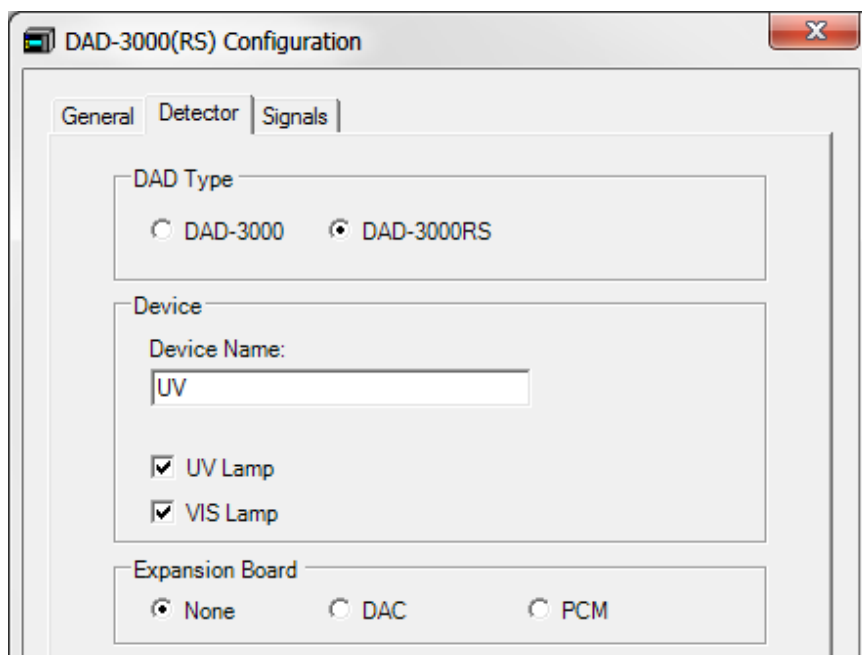 DAD-3000(RS) Configuration
General Detector Signals
DAD Type
DAD-3000 DAD-3000RS
Device
Device Name:
UV
UV Lamp
VIS Lamp
Expansion Board
None DAC PCM